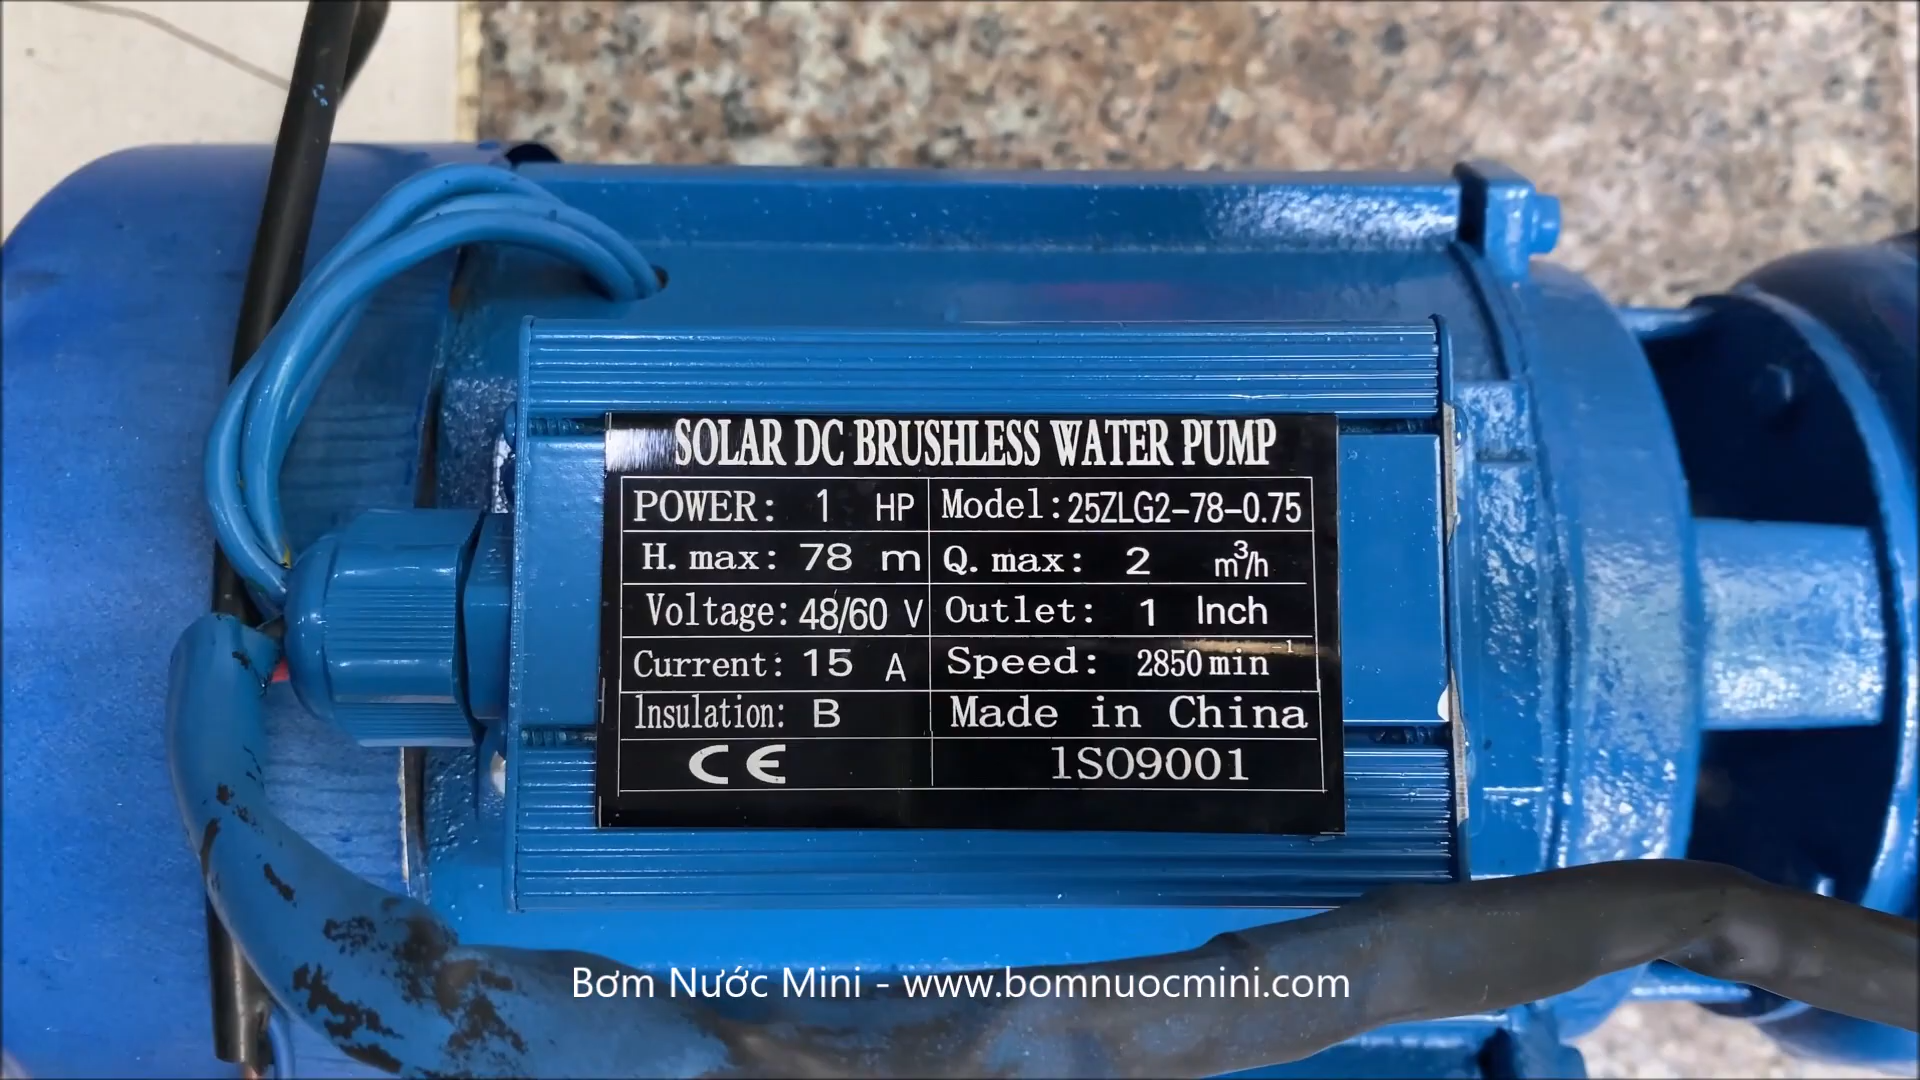 SOLAR DC BRUSHLESS WATER PUMP
POWER: 1 HP Model: 25ZLG2-78-0.75
H. max: 78 m Q. max: 2 m³/h
Voltage: 48/60 V Outlet: 1 Inch
Current: 15 A Speed: 2850 min⁻¹
Insulation: B Made in China
CE 1SO9001
Bơm Nước Mini - www.bomnuocmini.com